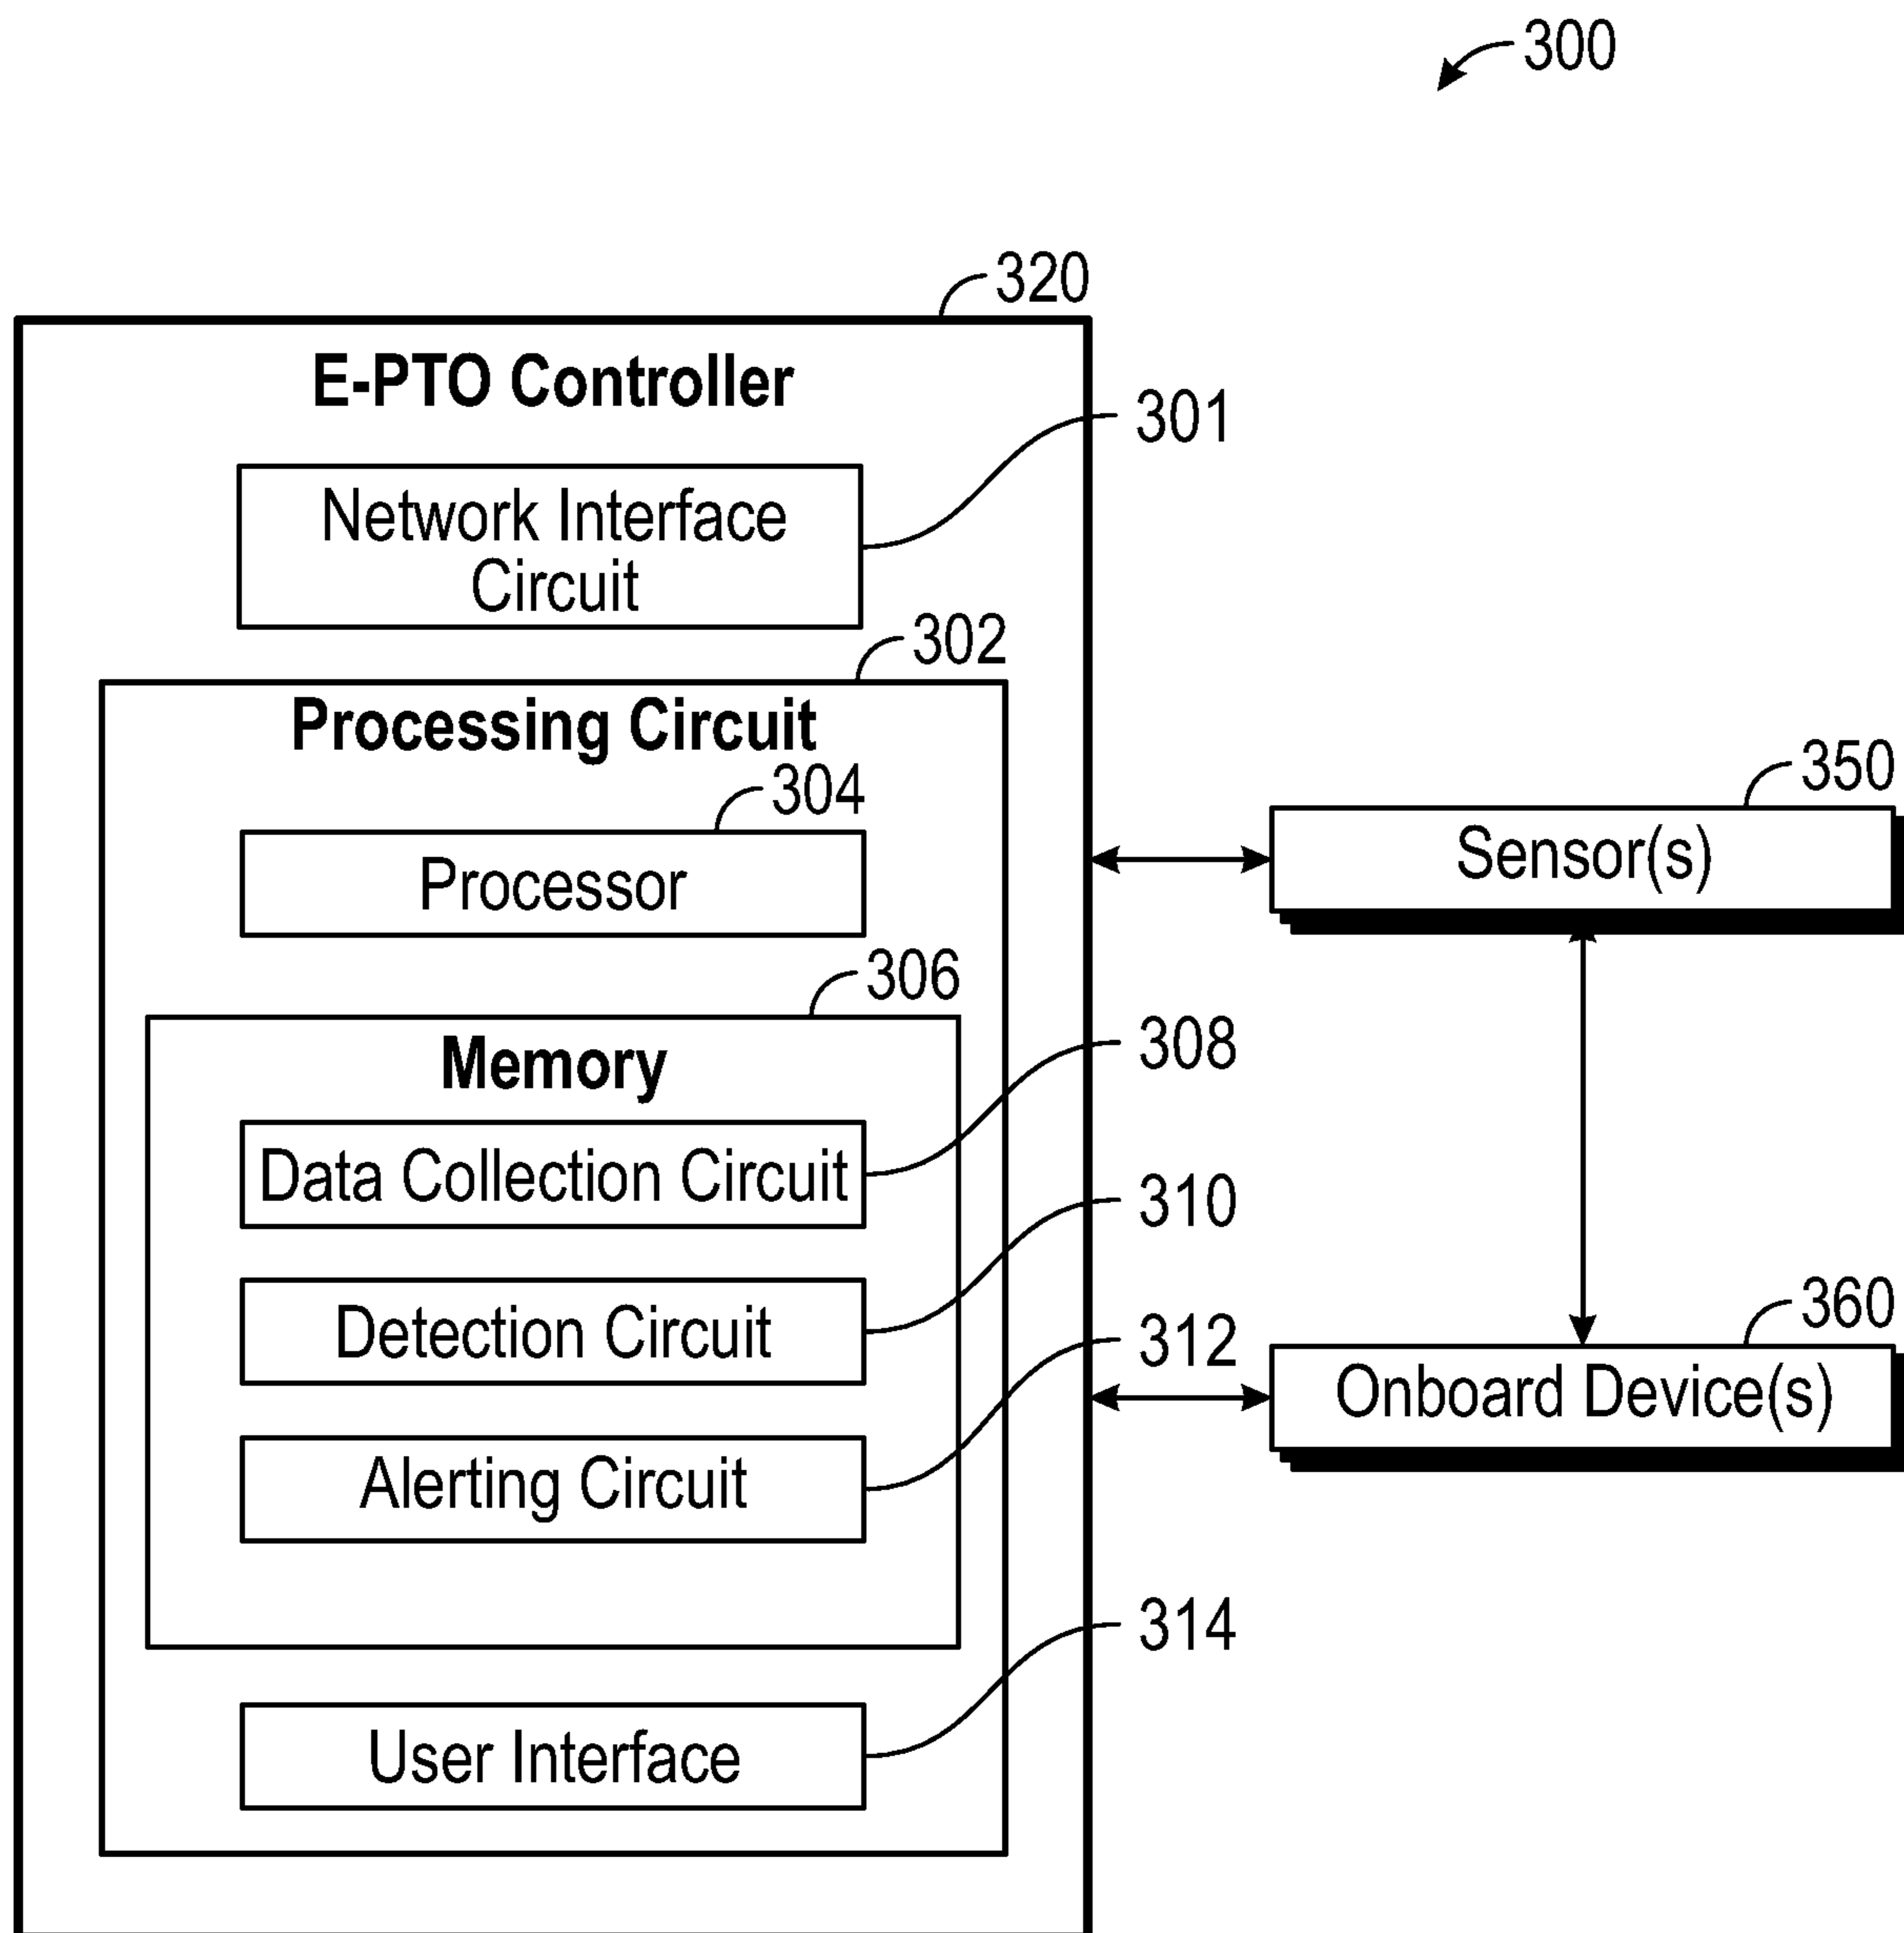 300
320
E-PTO Controller
301
Network Interface
Circuit
302
Processing Circuit
304
Processor
306
Memory
308
Data Collection Circuit
310
Detection Circuit
312
Alerting Circuit
314
User Interface
350
Sensor(s)
360
Onboard Device(s)